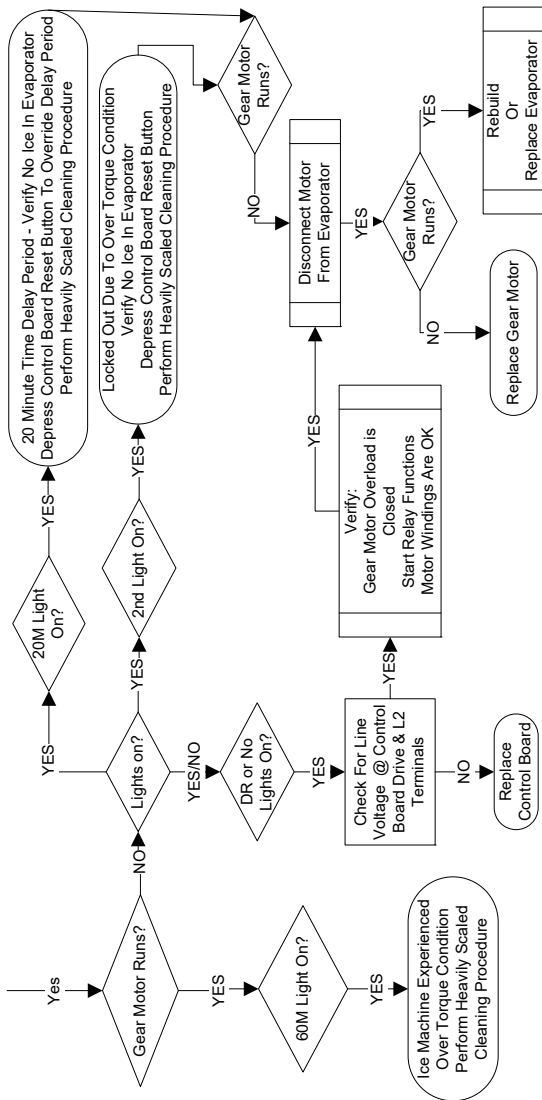 Yes
Gear Motor Runs?
NO
YES
60M Light On?
YES
Ice Machine Experienced
Over Torque Condition
Perform Heavily Scaled
Cleaning Procedure
Lights on?
YES
20M Light
On?
YES
20 Minute Time Delay Period - Verify No Ice In Evaporator
Depress Control Board Reset Button To Override Delay Period
Perform Heavily Scaled Cleaning Procedure
YES
2nd Light On?
YES
Locked Out Due To Over Torque Condition
Verify No Ice In Evaporator
Depress Control Board Reset Button
Perform Heavily Scaled Cleaning Procedure
YES/NO
DR or No
Lights On?
YES
Check For Line
Voltage @ Control
Board Drive & L2
Terminals
NO
Replace
Control Board
YES
Verify:
Gear Motor Overload is
Closed
Start Relay Functions
Motor Windings Are OK
YES
Gear Motor
Runs?
NO
Disconnect Motor
From Evaporator
YES
Gear Motor
Runs?
NO
Replace Gear Motor
YES
Rebuild
Or
Replace Evaporator